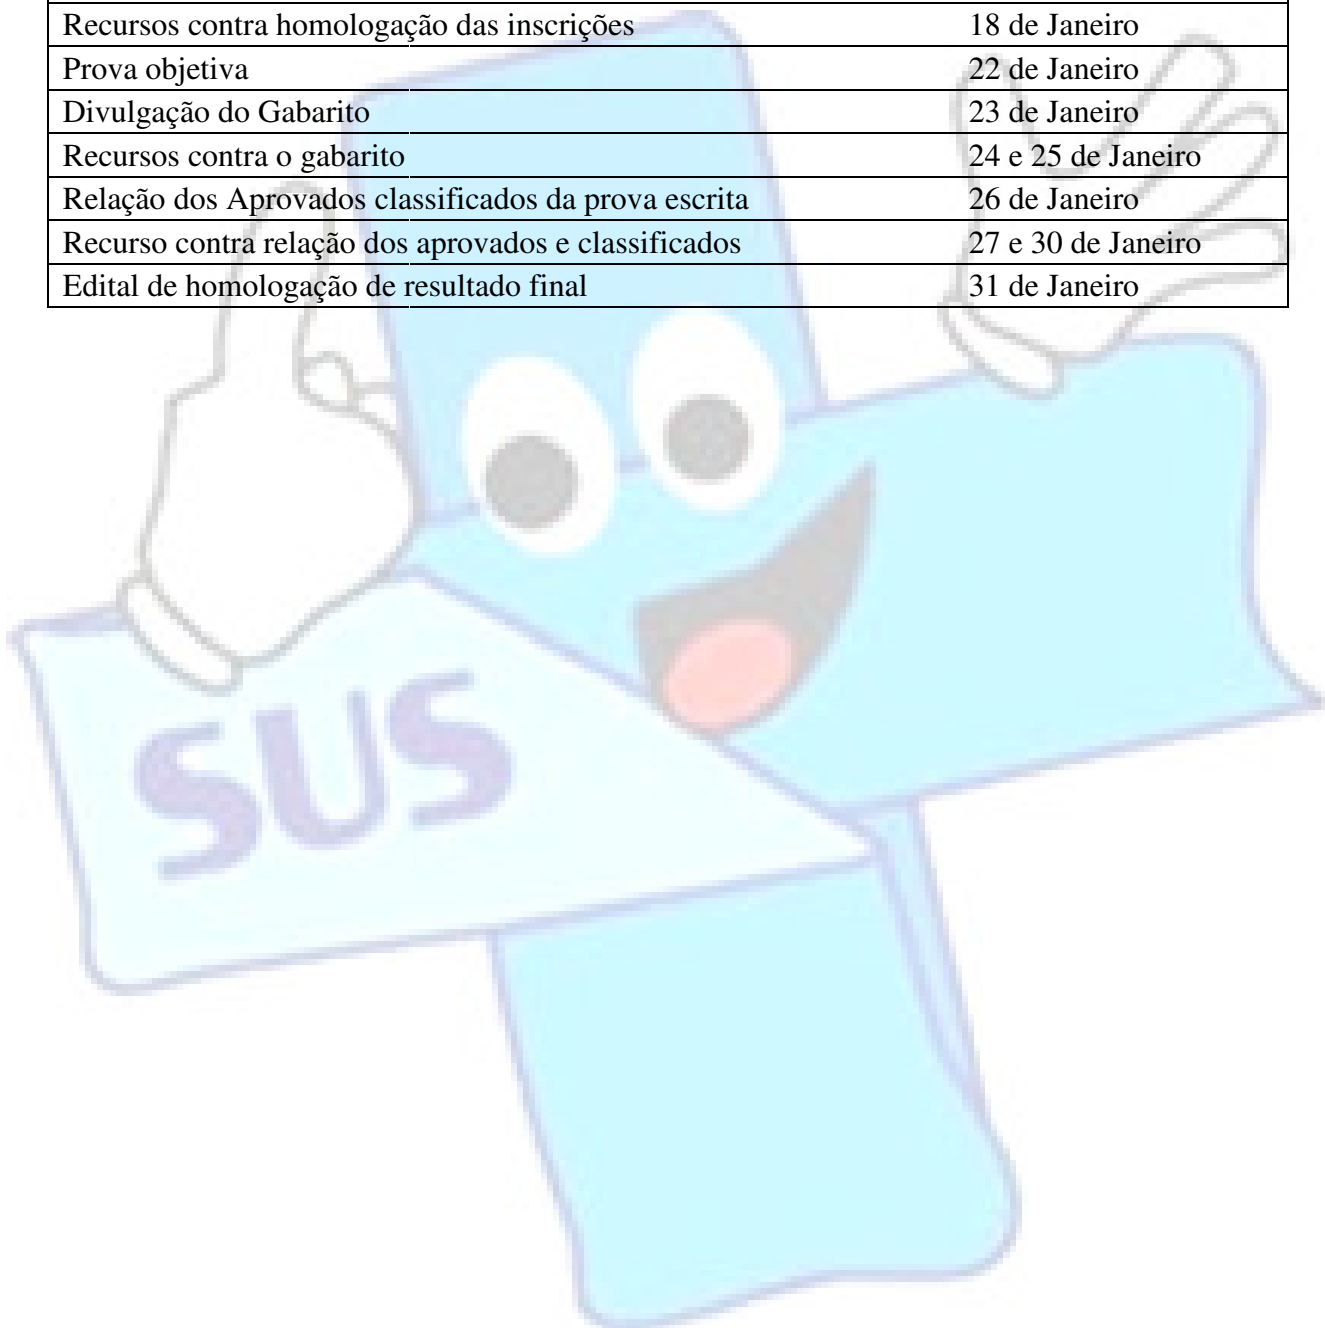 Recursos contra homologação das inscrições 18 de Janeiro
Prova objetiva 22 de Janeiro
Divulgação do Gabarito 23 de Janeiro
Recursos contra o gabarito 24 e 25 de Janeiro
Relação dos Aprovados classificados da prova escrita 26 de Janeiro
Recurso contra relação dos aprovados e classificados 27 e 30 de Janeiro
Edital de homologação de resultado final 31 de Janeiro
SUS